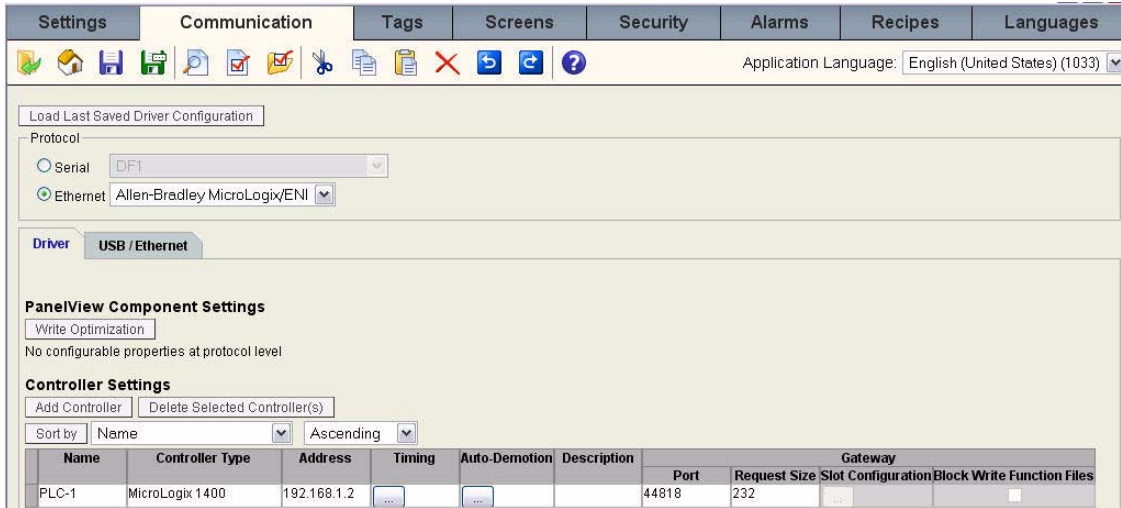 Settings Communication Tags Screens Security Alarms Recipes Languages
Application Language: English (United States) (1033)
Load Last Saved Driver Configuration
Protocol
Serial DF1
Ethernet Allen-Bradley MicroLogix/ENI
Driver USB / Ethernet
PanelView Component Settings
Write Optimization
No configurable properties at protocol level
Controller Settings
Add Controller Delete Selected Controller(s)
Sort by Name Ascending
Name Controller Type Address Timing Auto-Demotion Description Gateway
Port Request Size Slot Configuration Block Write Function Files
PLC-1 MicroLogix 1400 192.168.1.2 ... ... 44818 232 ...